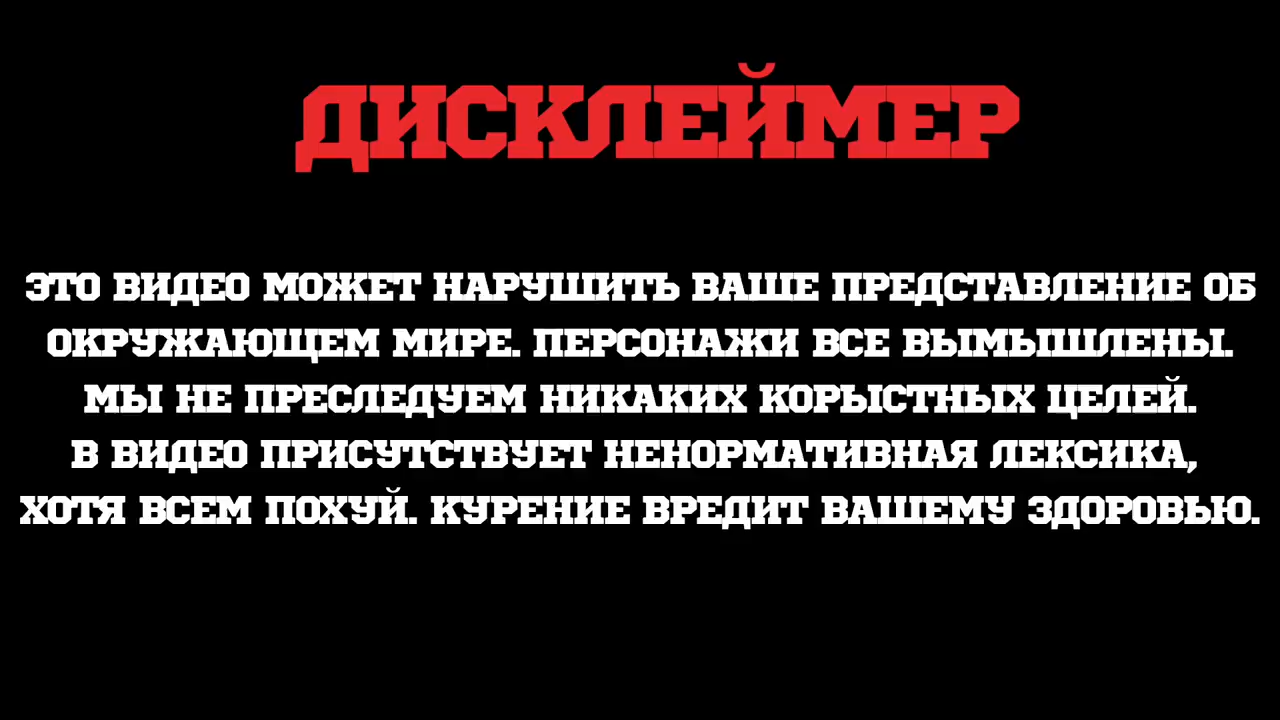 ДИСКЛЕЙМЕР
ЭТО ВИДЕО МОЖЕТ НАРУШИТЬ ВАШЕ ПРЕДСТАВЛЕНИЕ ОБ
ОКРУЖАЮЩЕМ МИРЕ. ПЕРСОНАЖИ ВСЕ ВЫМЫШЛЕНЫ.
МЫ НЕ ПРЕСЛЕДУЕМ НИКАКИХ КОРЫСТНЫХ ЦЕЛЕЙ.
В ВИДЕО ПРИСУТСТВУЕТ НЕНОРМАТИВНАЯ ЛЕКСИКА,
ХОТЯ ВСЕМ ПОХУЙ. КУРЕНИЕ ВРЕДИТ ВАШЕМУ ЗДОРОВЬЮ.